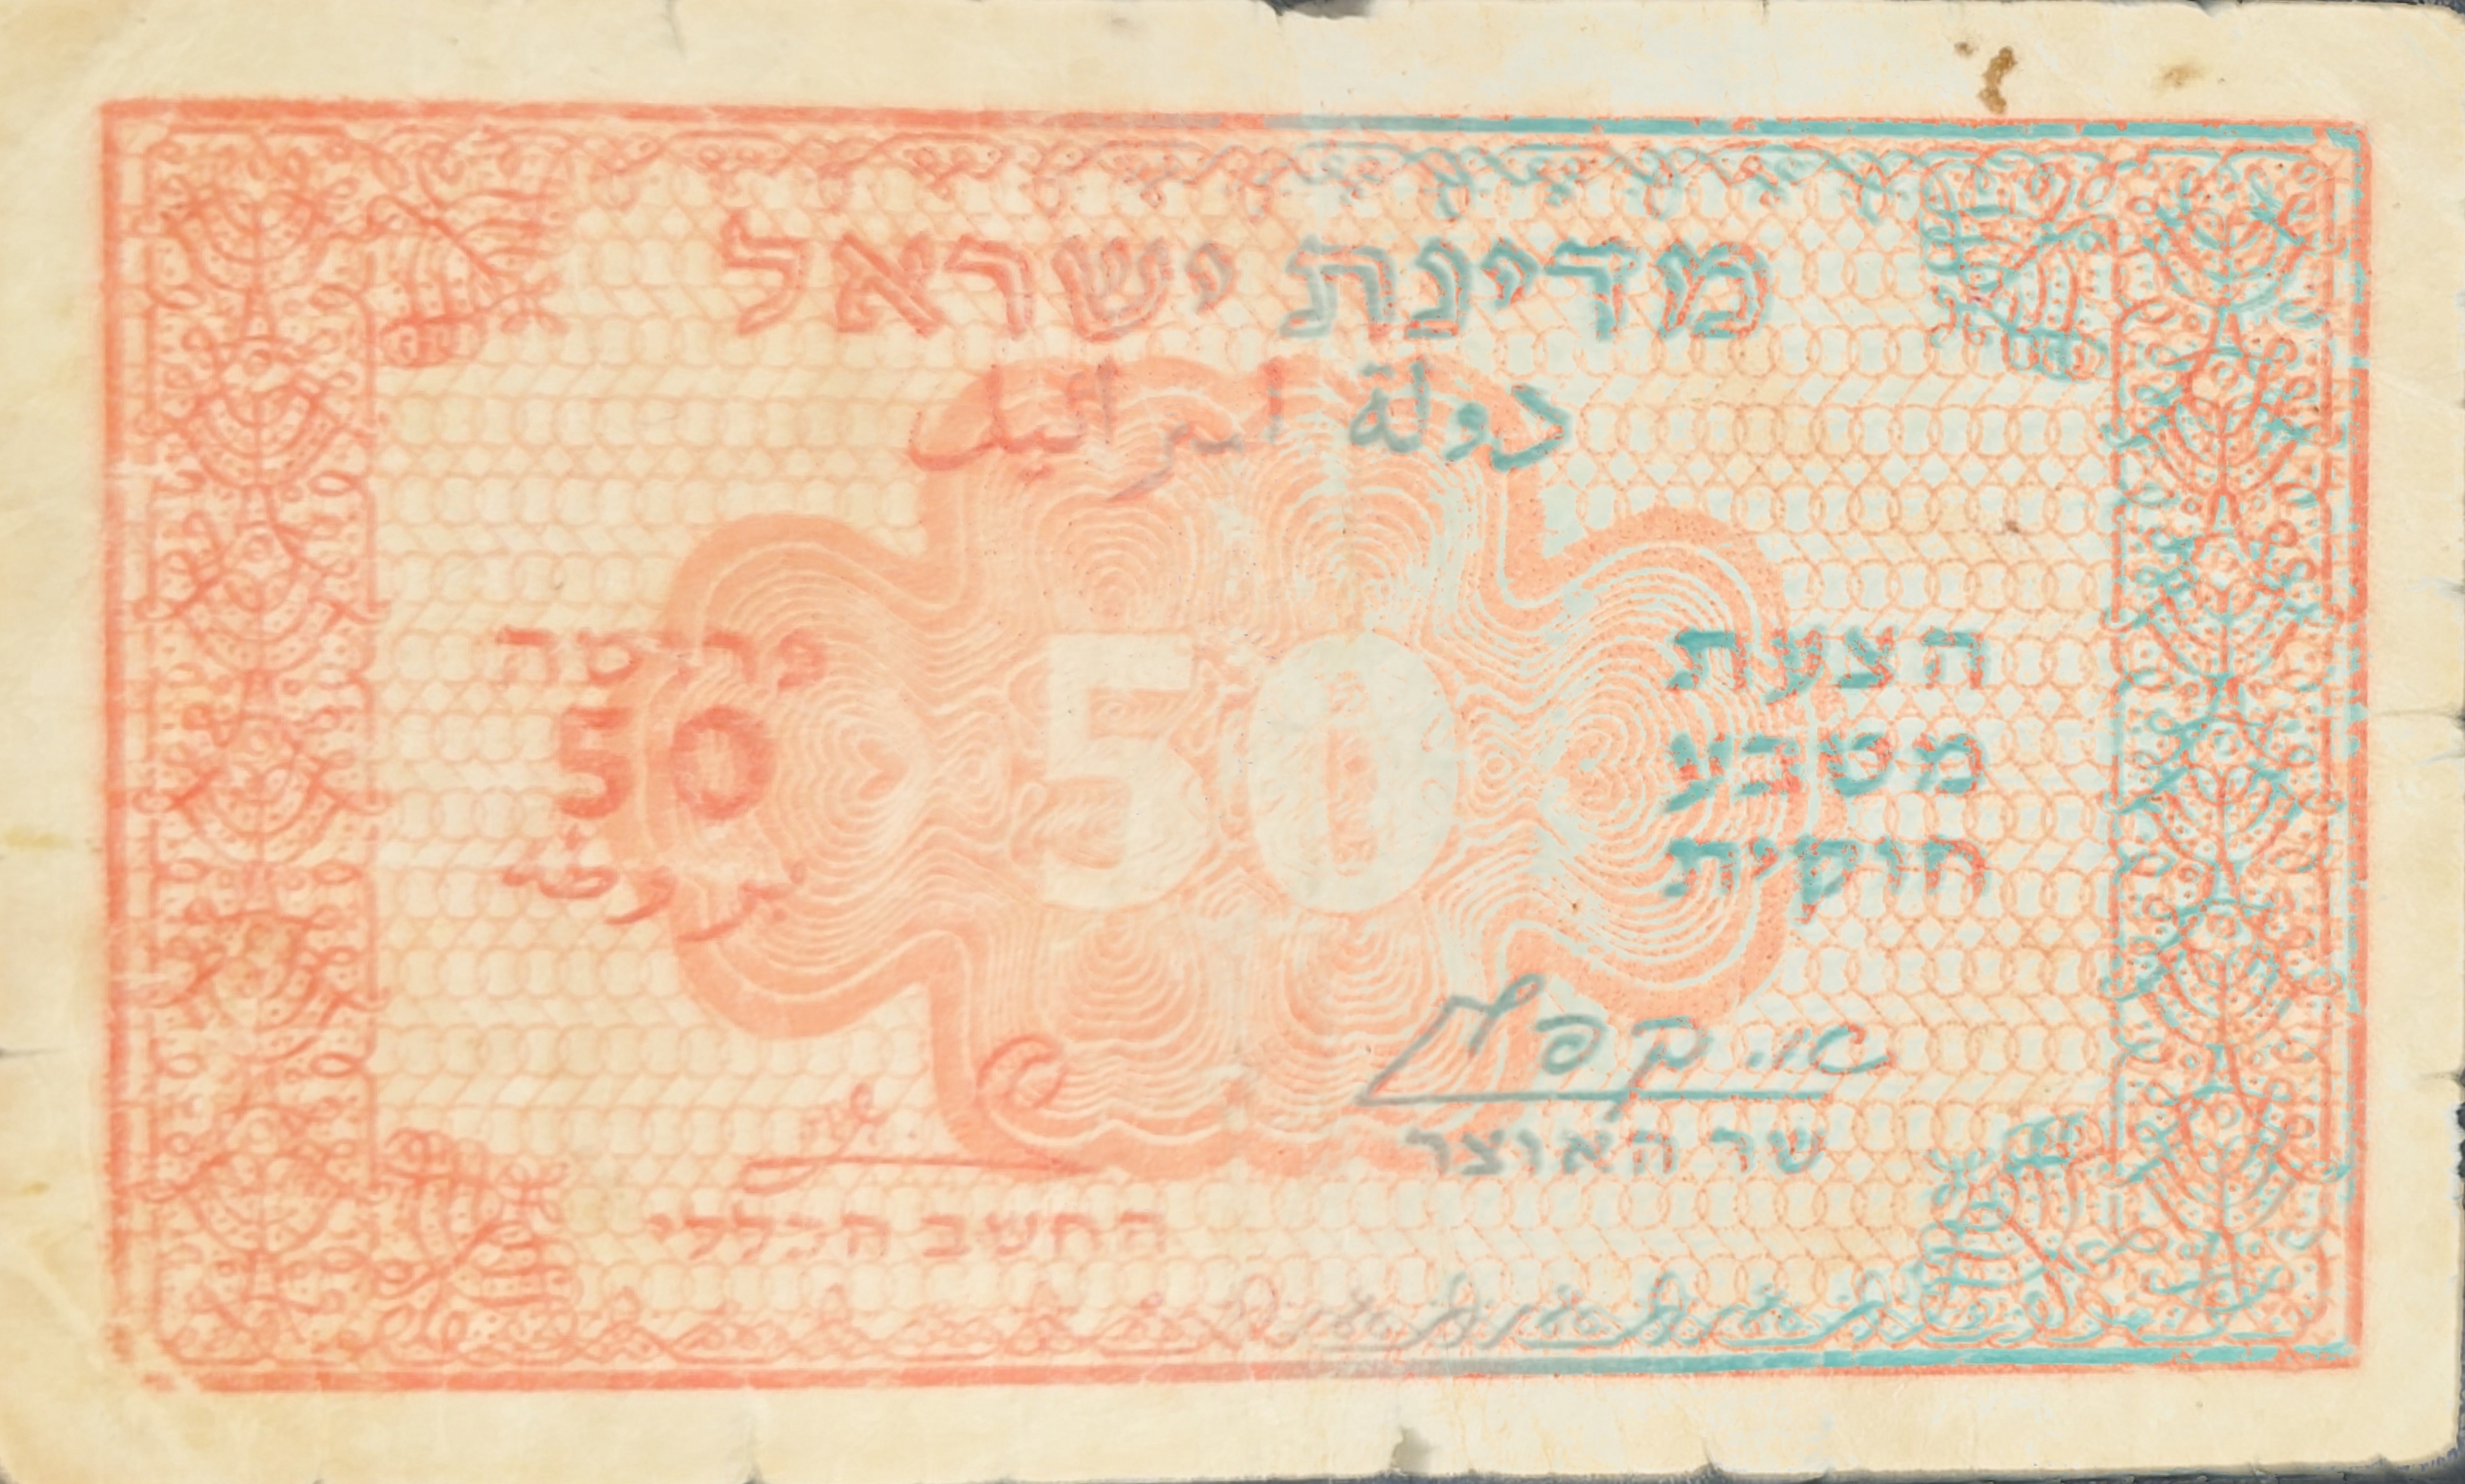 מדינת ישראל
دولة اسرائيل
הצעת
מטבע
חוקית
פרוטה
50
بروطة
50
א. קפלן
שר האוצר
החשב הכללי